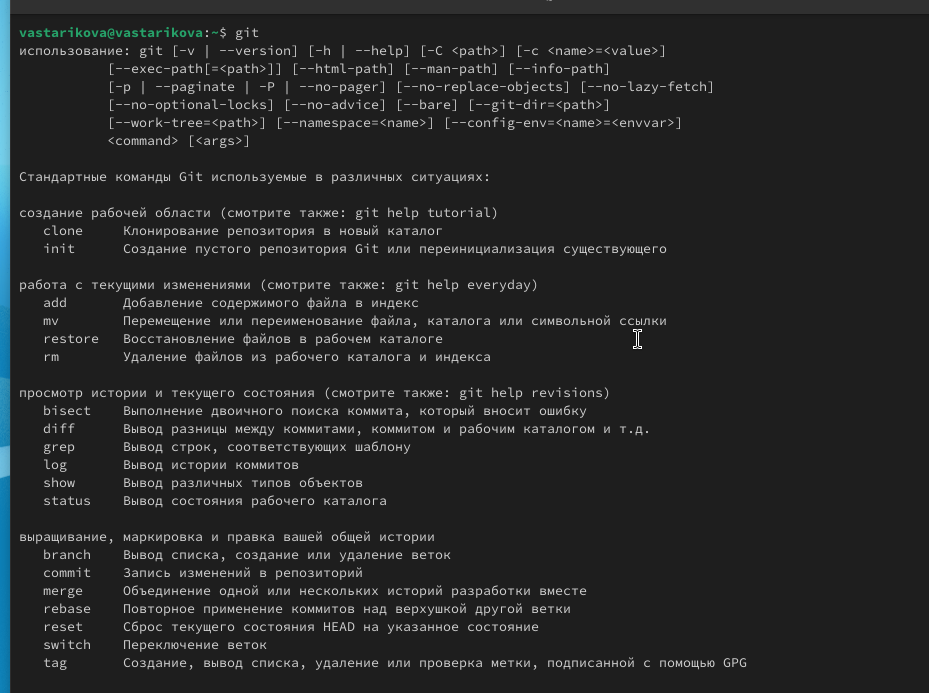 vastarikova@vastarikova:~$ git
использование: git [-v | --version] [-h | --help] [-C <path>] [-c <name>=<value>]
           [--exec-path[=<path>]] [--html-path] [--man-path] [--info-path]
           [-p | --paginate | -P | --no-pager] [--no-replace-objects] [--no-lazy-fetch]
           [--no-optional-locks] [--no-advice] [--bare] [--git-dir=<path>]
           [--work-tree=<path>] [--namespace=<name>] [--config-env=<name>=<envvar>]
           <command> [<args>]

Стандартные команды Git используемые в различных ситуациях:

создание рабочей области (смотрите также: git help tutorial)
   clone     Клонирование репозитория в новый каталог
   init      Создание пустого репозитория Git или переинициализация существующего

работа с текущими изменениями (смотрите также: git help everyday)
   add       Добавление содержимого файла в индекс
   mv        Перемещение или переименование файла, каталога или символьной ссылки
   restore   Восстановление файлов в рабочем каталоге
   rm        Удаление файлов из рабочего каталога и индекса

просмотр истории и текущего состояния (смотрите также: git help revisions)
   bisect    Выполнение двоичного поиска коммита, который вносит ошибку
   diff      Вывод разницы между коммитами, коммитом и рабочим каталогом и т.д.
   grep      Вывод строк, соответствующих шаблону
   log       Вывод истории коммитов
   show      Вывод различных типов объектов
   status    Вывод состояния рабочего каталога

выращивание, маркировка и правка вашей общей истории
   branch    Вывод списка, создание или удаление веток
   commit    Запись изменений в репозиторий
   merge     Объединение одной или нескольких историй разработки вместе
   rebase    Повторное применение коммитов над верхушкой другой ветки
   reset     Сброс текущего состояния HEAD на указанное состояние
   switch    Переключение веток
   tag       Создание, вывод списка, удаление или проверка метки, подписанной с помощью GPG